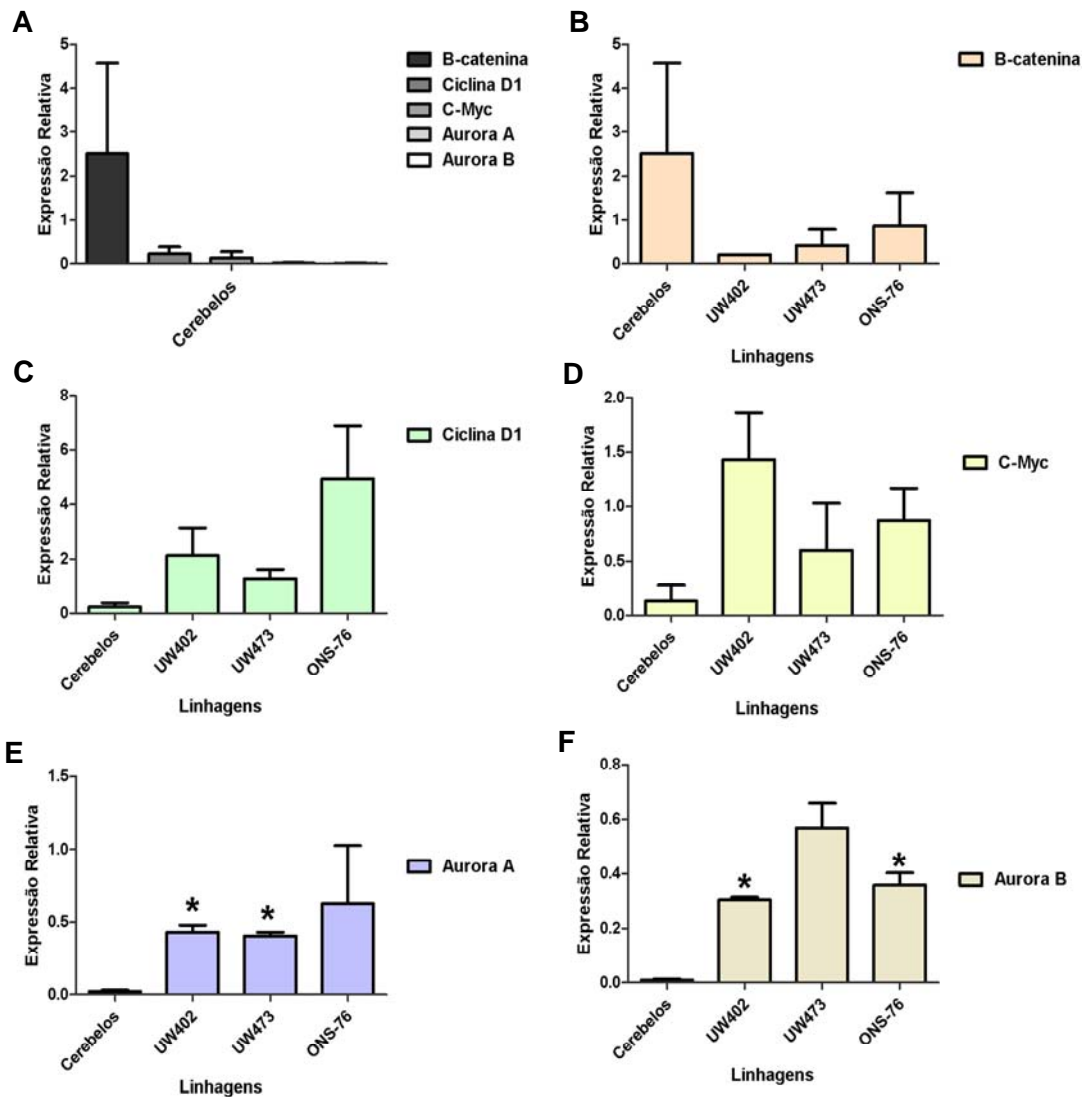 A
Expressão Relativa
5
4
3
2
1
0
Cerebelos
B-catenina
Ciclina D1
C-Myc
Aurora A
Aurora B
B
Expressão Relativa
5
4
3
2
1
0
Cerebelos
UW402
UW473
ONS-76
Linhagens
B-catenina
C
Expressão Relativa
8
6
4
2
0
Cerebelos
UW402
UW473
ONS-76
Linhagens
Ciclina D1
D
Expressão Relativa
2.0
1.5
1.0
0.5
0.0
Cerebelos
UW402
UW473
ONS-76
Linhagens
C-Myc
E
Expressão Relativa
1.5
1.0
0.5
0.0
*
*
Cerebelos
UW402
UW473
ONS-76
Linhagens
Aurora A
F
Expressão Relativa
0.8
0.6
0.4
0.2
0.0
*
*
Cerebelos
UW402
UW473
ONS-76
Linhagens
Aurora B